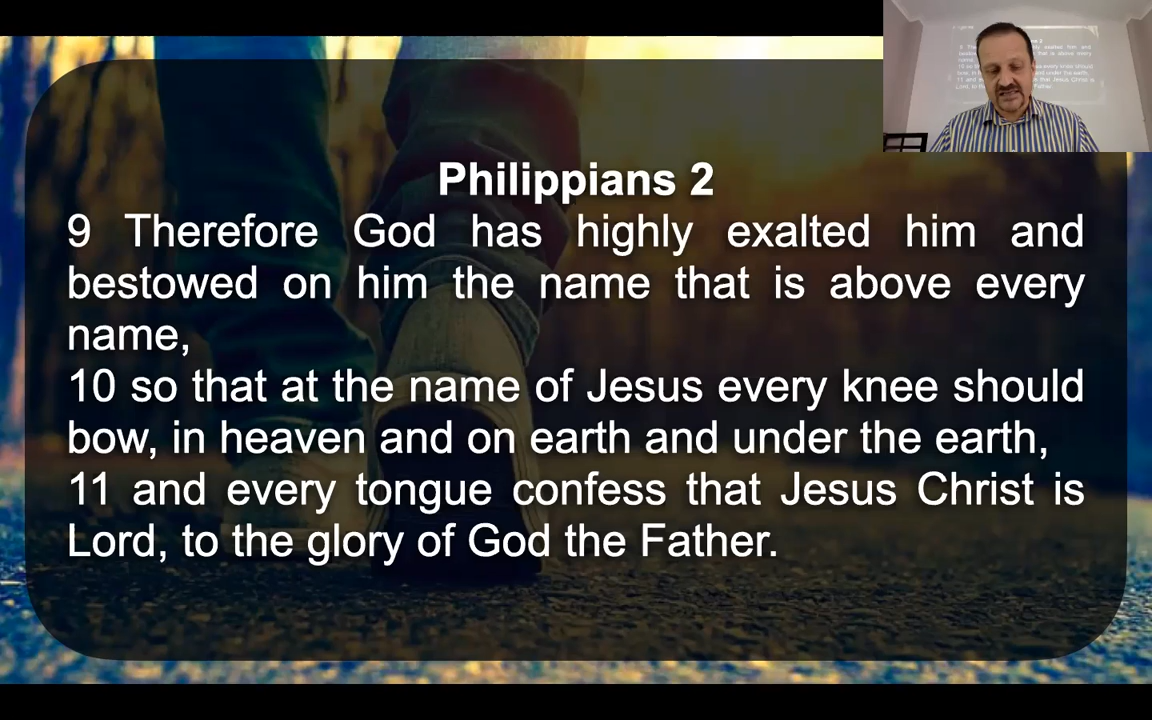 Philippians 2
9 Therefore God has highly exalted him and
bestowed on him the name that is above every
name,
10 so that at the name of Jesus every knee should
bow, in heaven and on earth and under the earth,
11 and every tongue confess that Jesus Christ is
Lord, to the glory of God the Father.